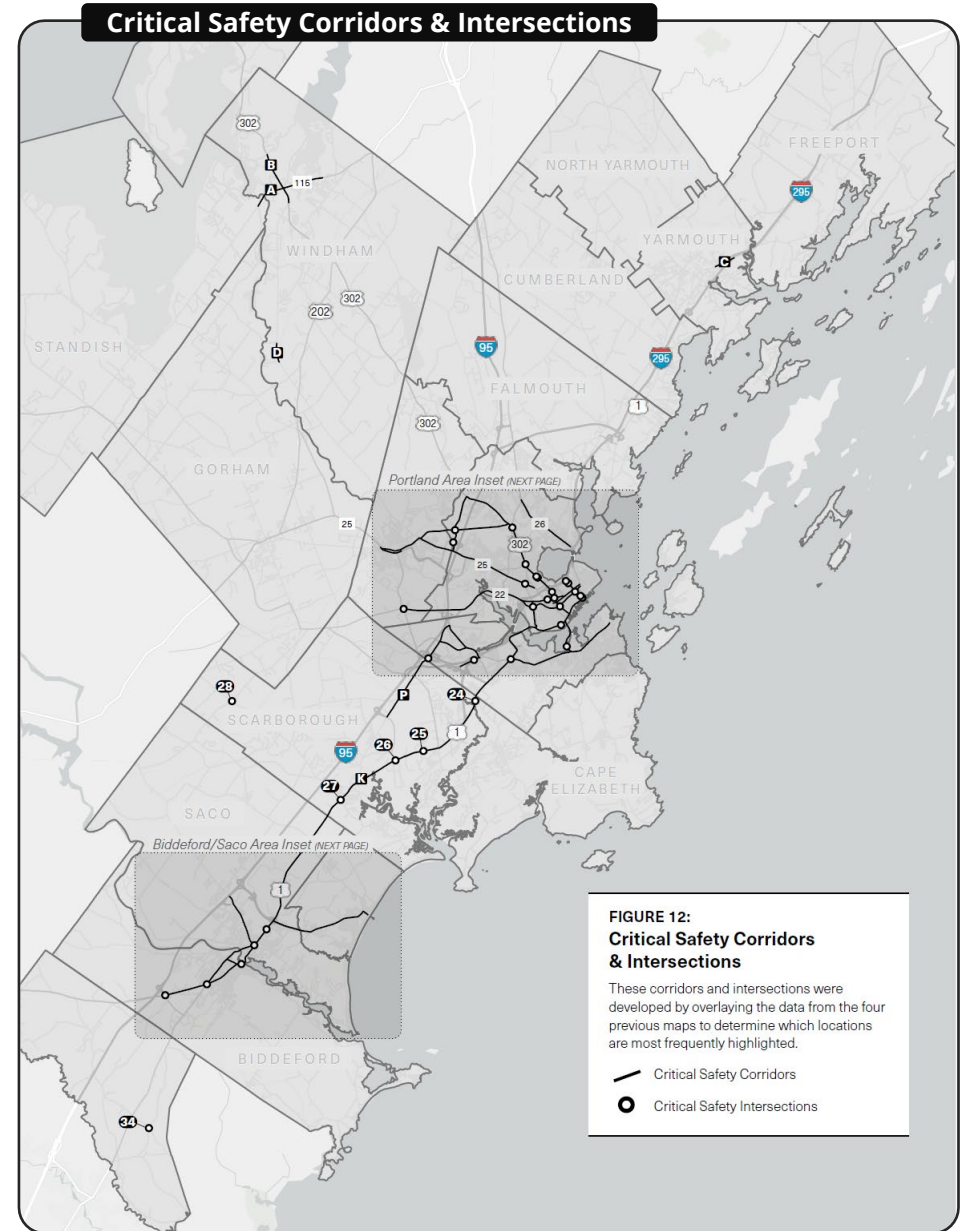 Critical Safety Corridors & Intersections
302
FREEPORT
B
NORTH YARMOUTH
115
A
295
YARMOUTH
WINDHAM
C
CUMBERLAND
302
202
STANDISH
95
D
295
FALMOUTH
1
302
GORHAM
Portland Area Inset (NEXT PAGE)
25
26
302
25
22
28
P
24
SCARBOROUGH
1
25
26
95
K
CAPE
ELIZABETH
27
SACO
Biddeford/Saco Area Inset (NEXT PAGE)
1
FIGURE 12:
Critical Safety Corridors
& Intersections
These corridors and intersections were
developed by overlaying the data from the four
previous maps to determine which locations
are most frequently highlighted.
Critical Safety Corridors
Critical Safety Intersections
BIDDEFORD
34